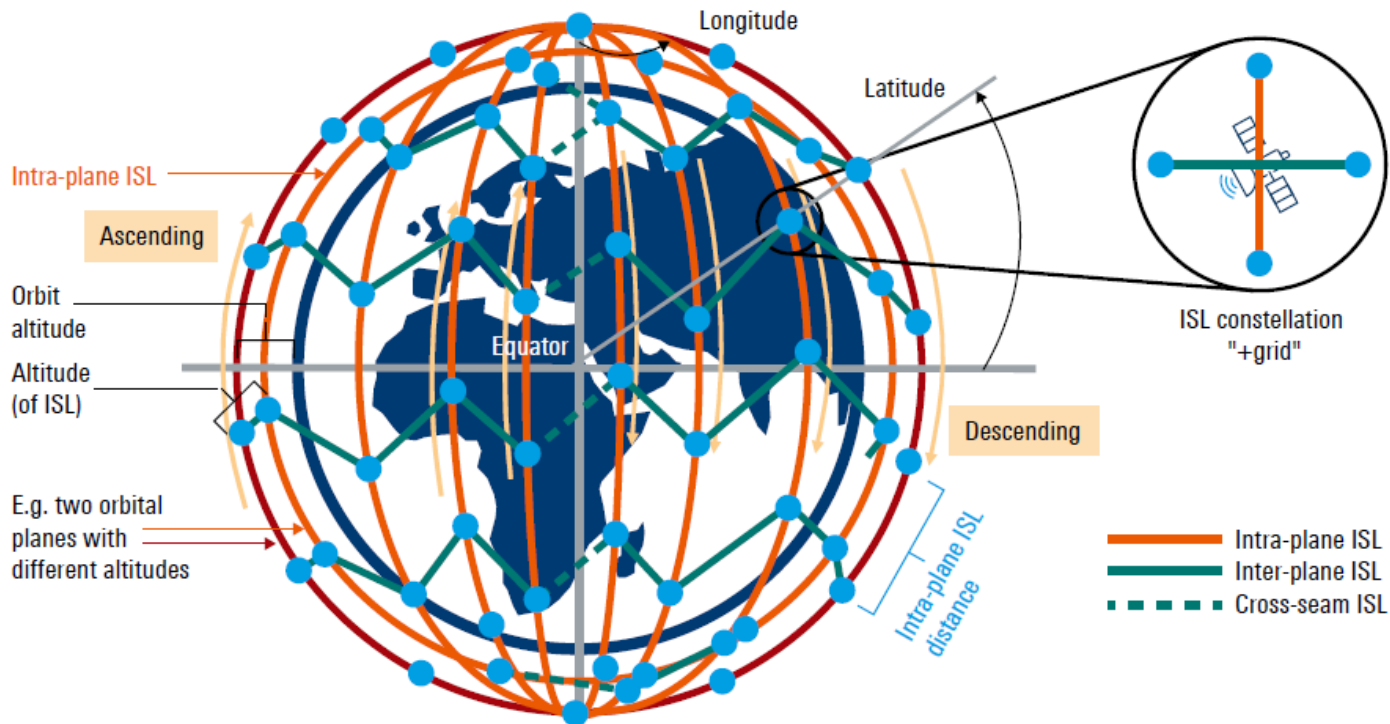 Longitude
Latitude
Intra-plane ISL
Ascending
Orbit
altitude
Equator
ISL constellation
"+grid"
Altitude
(of ISL)
Descending
E.g. two orbital
planes with
different altitudes
Intra-plane ISL
distance
Intra-plane ISL
Inter-plane ISL
Cross-seam ISL